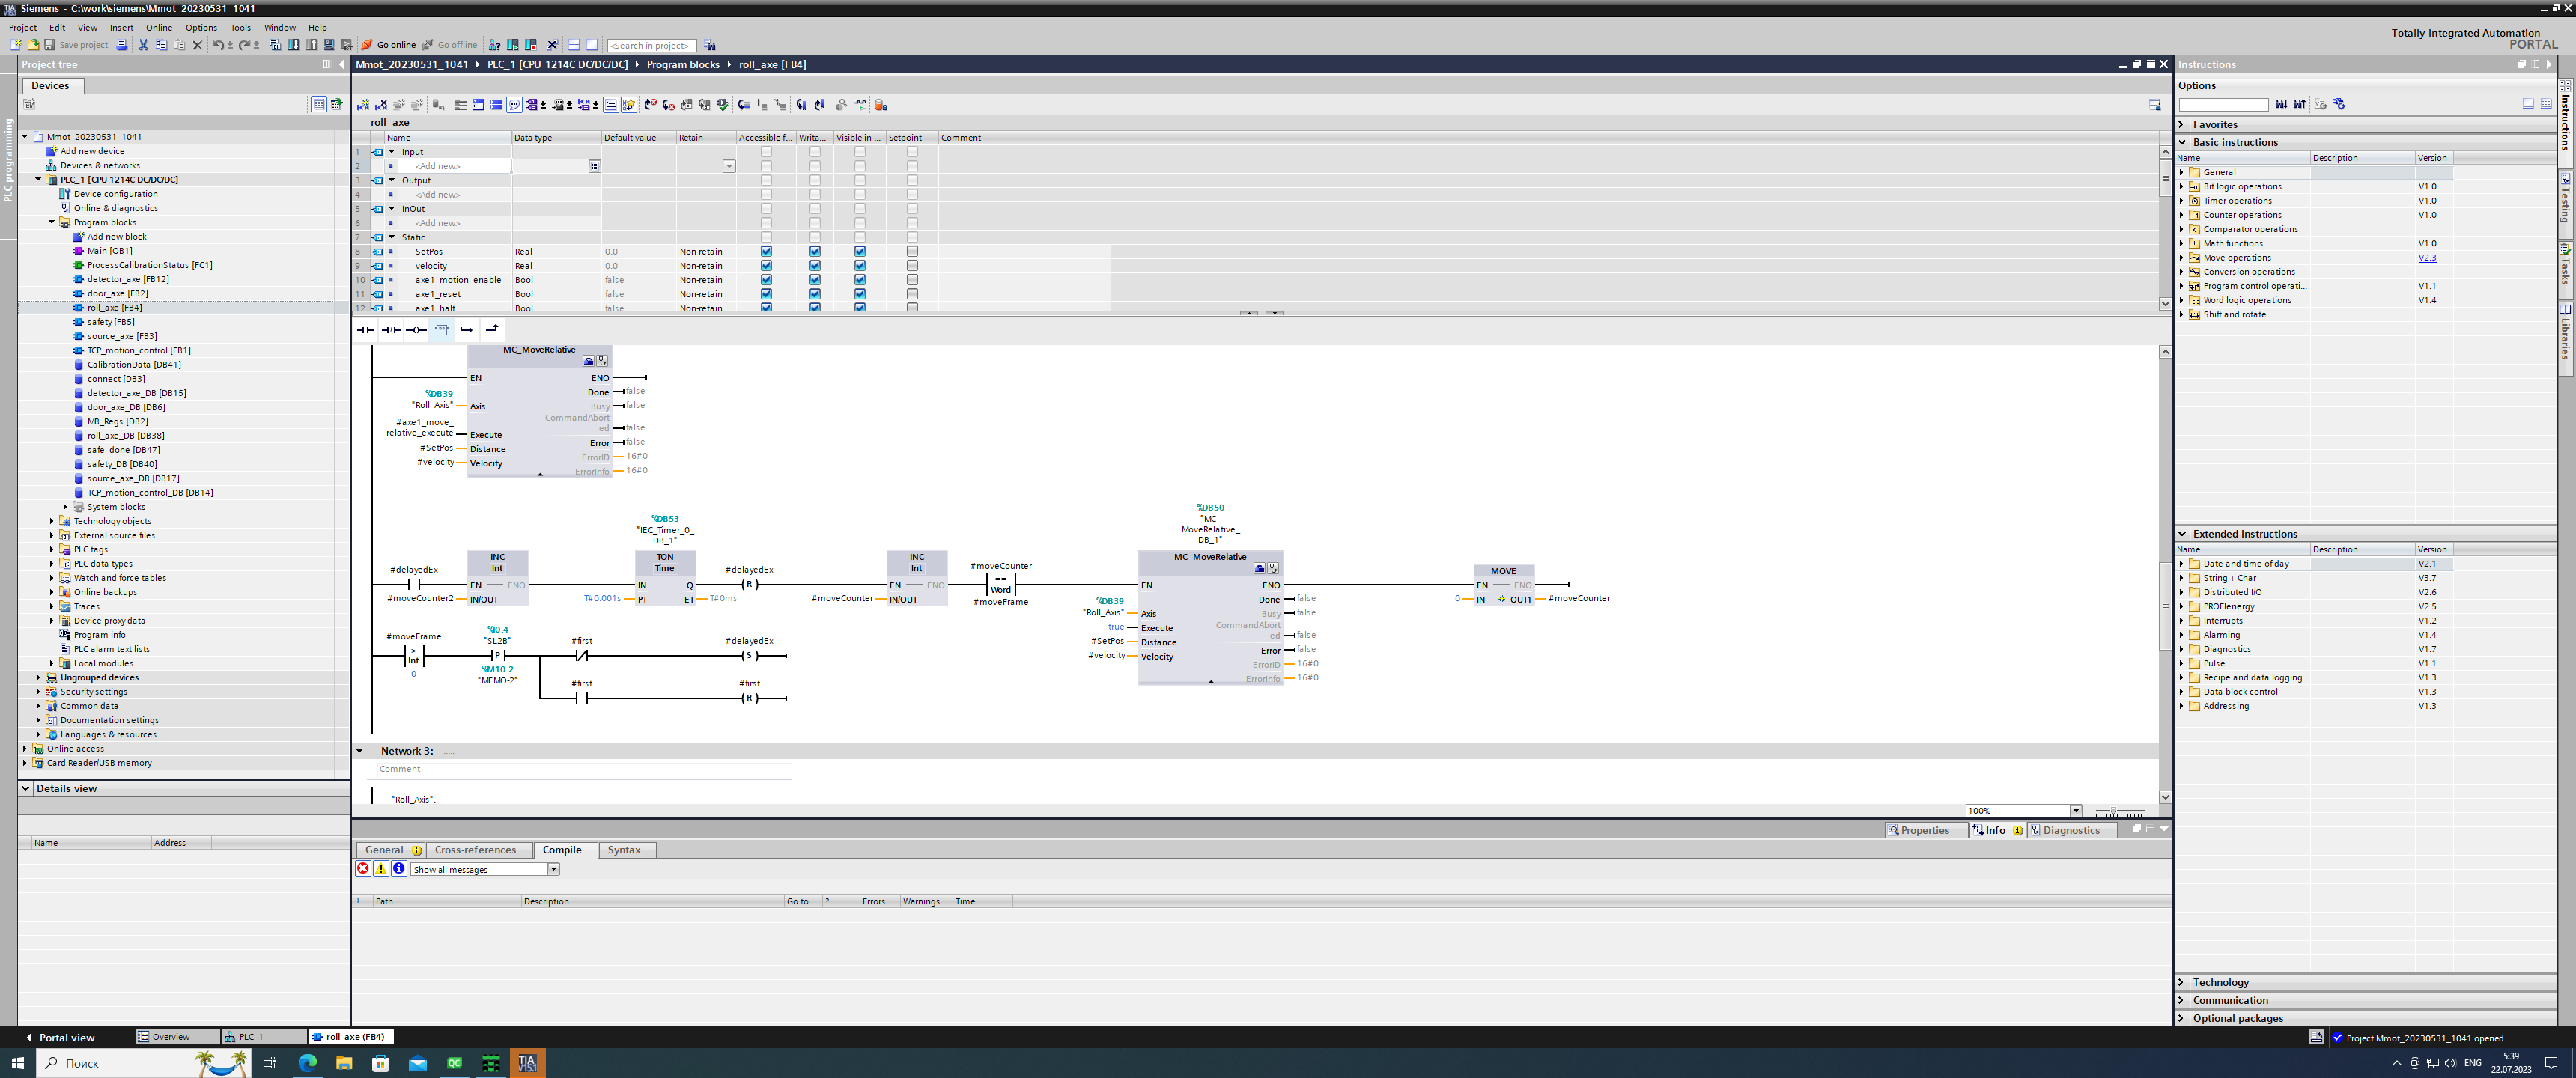 Siemens - C:\work\siemens\Mmot_20230531_1041
Project Edit View Insert Online Options Tools Window Help
Save project Go online Go offline <Search in project>
Totally Integrated Automation
PORTAL
Project tree
Devices
PLC programming
Mmot_20230531_1041
Add new device
Devices & networks
PLC_1 [CPU 1214C DC/DC/DC]
Device configuration
Online & diagnostics
Program blocks
Add new block
Main [OB1]
ProcessCalibrationStatus [FC1]
detector_axe [FB12]
door_axe [FB2]
roll_axe [FB4]
safety [FB5]
source_axe [FB3]
TCP_motion_control [FB1]
CalibrationData [DB41]
connect [DB3]
detector_axe_DB [DB15]
door_axe_DB [DB6]
MB_Regs [DB2]
roll_axe_DB [DB38]
safe_done [DB47]
safety_DB [DB40]
source_axe_DB [DB17]
TCP_motion_control_DB [DB14]
System blocks
Technology objects
External source files
PLC tags
PLC data types
Watch and force tables
Online backups
Traces
Device proxy data
Program info
PLC alarm text lists
Local modules
Ungrouped devices
Security settings
Common data
Documentation settings
Languages & resources
Online access
Card Reader/USB memory
Details view
Name Address
Mmot_20230531_1041 PLC_1 [CPU 1214C DC/DC/DC] Program blocks roll_axe [FB4]
roll_axe
Name Data type Default value Retain Accessible f... Writa... Visible in ... Setpoint Comment
1 Input
2 <Add new>
3 Output
4 <Add new>
5 InOut
6 <Add new>
7 Static
8 SetPos Real 0.0 Non-retain
9 velocity Real 0.0 Non-retain
10 axe1_motion_enable Bool false Non-retain
11 axe1_reset Bool false Non-retain
12 axe1_halt Bool false Non-retain
MC_MoveRelative
EN ENO
Done false
%DB39
"Roll_Axis" Axis Busy false
CommandAborted false
#axe1_move_relative_execute Execute
Error false
#SetPos Distance
ErrorID 16#0
#velocity Velocity
ErrorInfo 16#0
%DB53
"IEC_Timer_0_
DB_1"
%DB50
"MC_
MoveRelative_
DB_1"
INC
Int
TON
Time
INC
Int
MC_MoveRelative
MOVE
#delayedEx EN ENO IN Q #delayedEx R EN ENO #moveCounter == Word #moveFrame EN ENO EN ENO
#moveCounter2 IN/OUT T#0.001s PT ET T#0ms #moveCounter IN/OUT Done false 0 IN OUT1 #moveCounter
%DB39
"Roll_Axis" Axis Busy false
true Execute CommandAborted false
#SetPos Distance Error false
#velocity Velocity ErrorID 16#0
ErrorInfo 16#0
#moveFrame > Int 0
%I0.4
"SL2B"
P
%M10.2
"MEMO-2"
#first #delayedEx S
#first #first R
Network 3: .....
Comment
"Roll_Axis".
100%
Properties Info Diagnostics
General Cross-references Compile Syntax
Show all messages
! Path Description Go to ? Errors Warnings Time
Instructions
Options
Favorites
Basic instructions
Name Description Version
General
Bit logic operations V1.0
Timer operations V1.0
Counter operations V1.0
Comparator operations
Math functions V1.0
Move operations V2.3
Conversion operations
Program control operati... V1.1
Word logic operations V1.4
Shift and rotate
Extended instructions
Name Description Version
Date and time-of-day V2.1
String + Char V3.7
Distributed I/O V2.6
PROFIenergy V2.5
Interrupts V1.2
Alarming V1.4
Diagnostics V1.7
Pulse V1.1
Recipe and data logging V1.3
Data block control V1.3
Addressing V1.3
Technology
Communication
Optional packages
Instructions
Testing
Tasks
Libraries
Portal view Overview PLC_1 roll_axe (FB4)
Project Mmot_20230531_1041 opened.
Поиск
ENG
5:39
22.07.2023